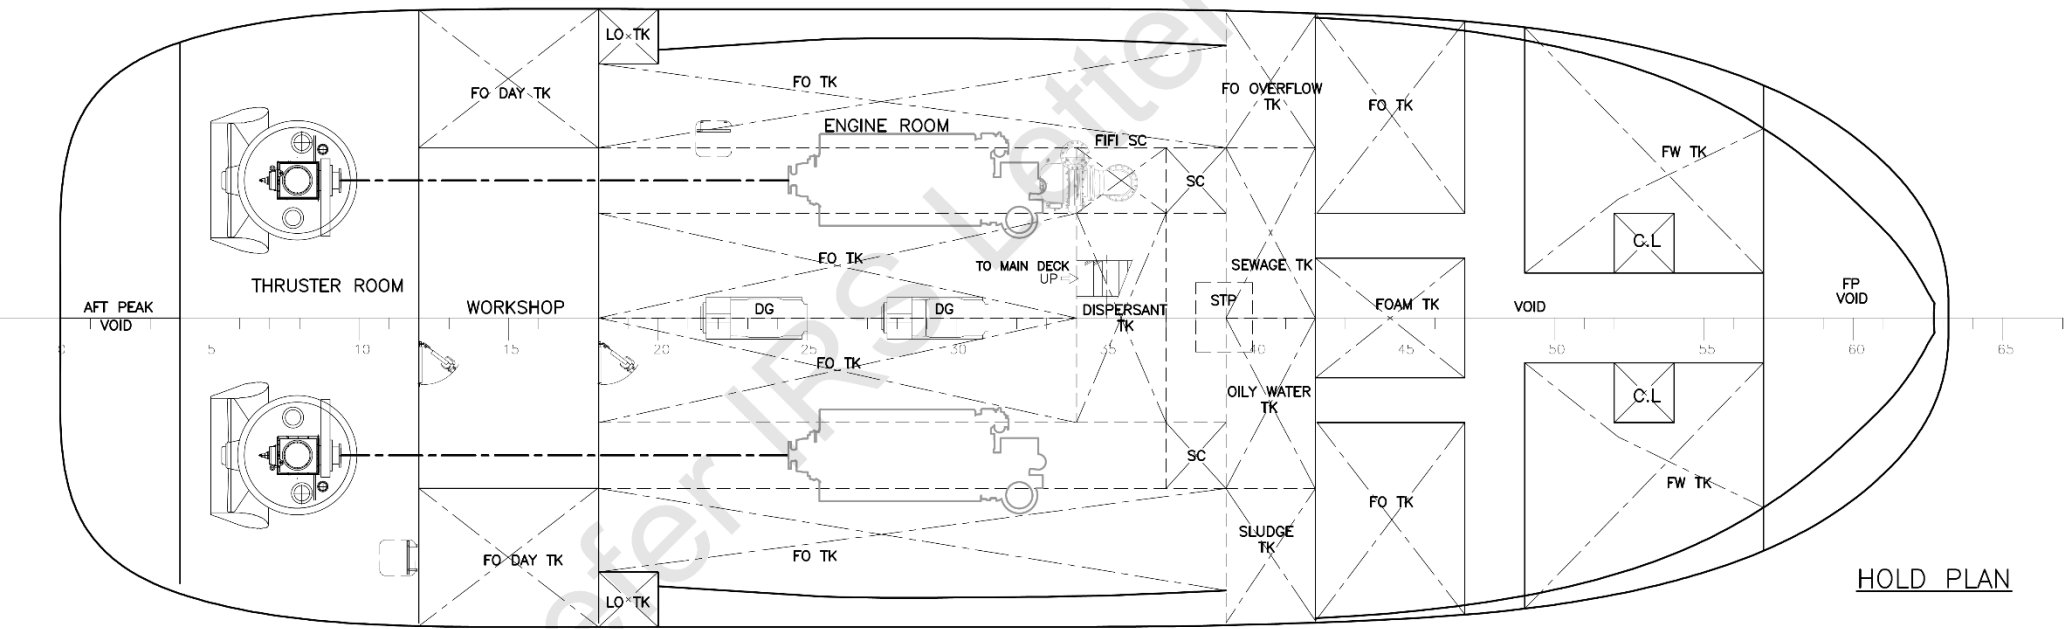 LO TK
FO DAY TK
FO TK
FO OVERFLOW
TK
FO TK
ENGINE ROOM
FIFI SC
SC
FW TK
C.L
FO TK
TO MAIN DECK
UP
SEWAGE TK
THRUSTER ROOM
WORKSHOP
AFT PEAK
VOID
DG
DG
DISPERSANT
TK
STP
FOAM TK
VOID
FP
VOID
0 5 10 15 20 25 30 35 40 45 50 55 60 65
FO TK
OILY WATER
TK
C.L
SC
FW TK
FO TK
SLUDGE
TK
FO DAY TK
FO TK
LO TK
HOLD PLAN
efer IRS Letter